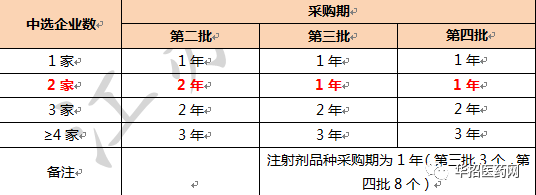 中选企业数 采购期
第二批 第三批 第四批
1 家 1 年 1 年 1 年
2 家 2 年 1 年 1 年
3 家 2 年 2 年 2 年
≥4 家 3 年 3 年 3 年
备注 注射剂品种采购期为 1 年（第三批 3 个，第
四批 8 个）
华招医药网